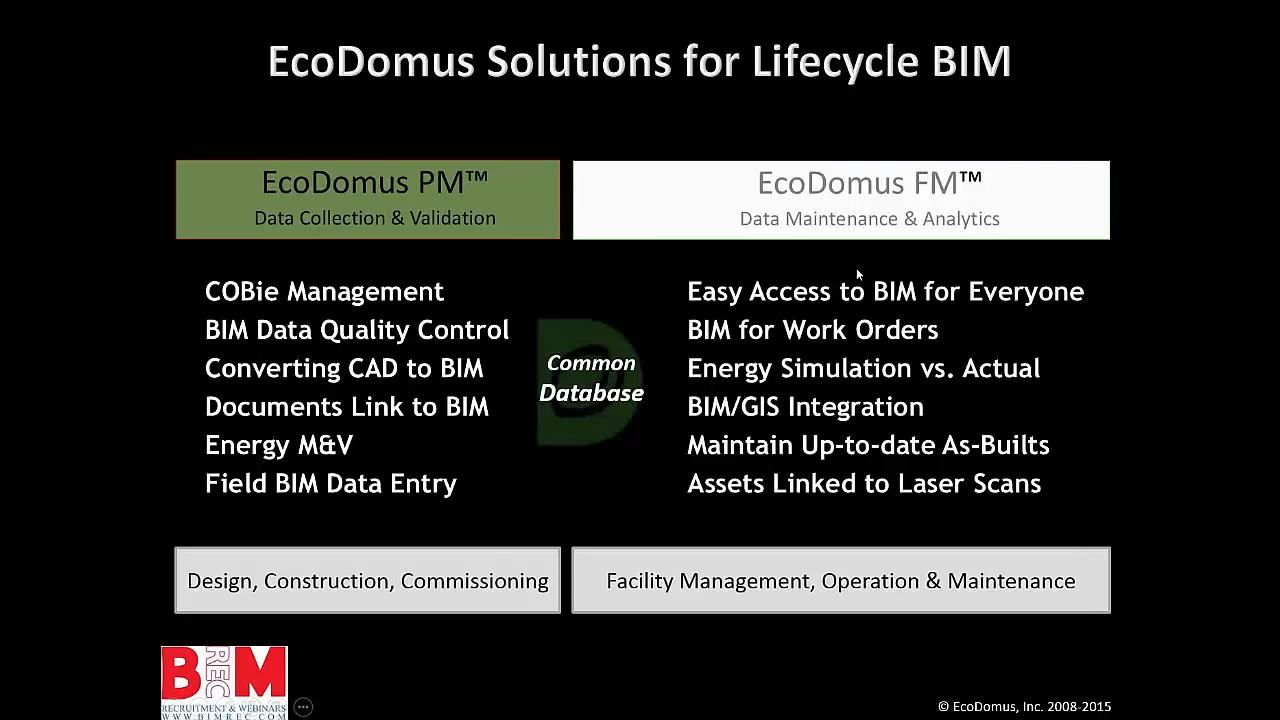 EcoDomus Solutions for Lifecycle BIM
EcoDomus PM™
Data Collection & Validation
EcoDomus FM™
Data Maintenance & Analytics
COBie Management
BIM Data Quality Control
Converting CAD to BIM
Documents Link to BIM
Energy M&V
Field BIM Data Entry
Common
Database
Easy Access to BIM for Everyone
BIM for Work Orders
Energy Simulation vs. Actual
BIM/GIS Integration
Maintain Up-to-date As-Builts
Assets Linked to Laser Scans
Design, Construction, Commissioning
Facility Management, Operation & Maintenance
BIM REC
RECRUITMENT & WEBINARS
WWW.BIMREC.COM
© EcoDomus, Inc. 2008-2015